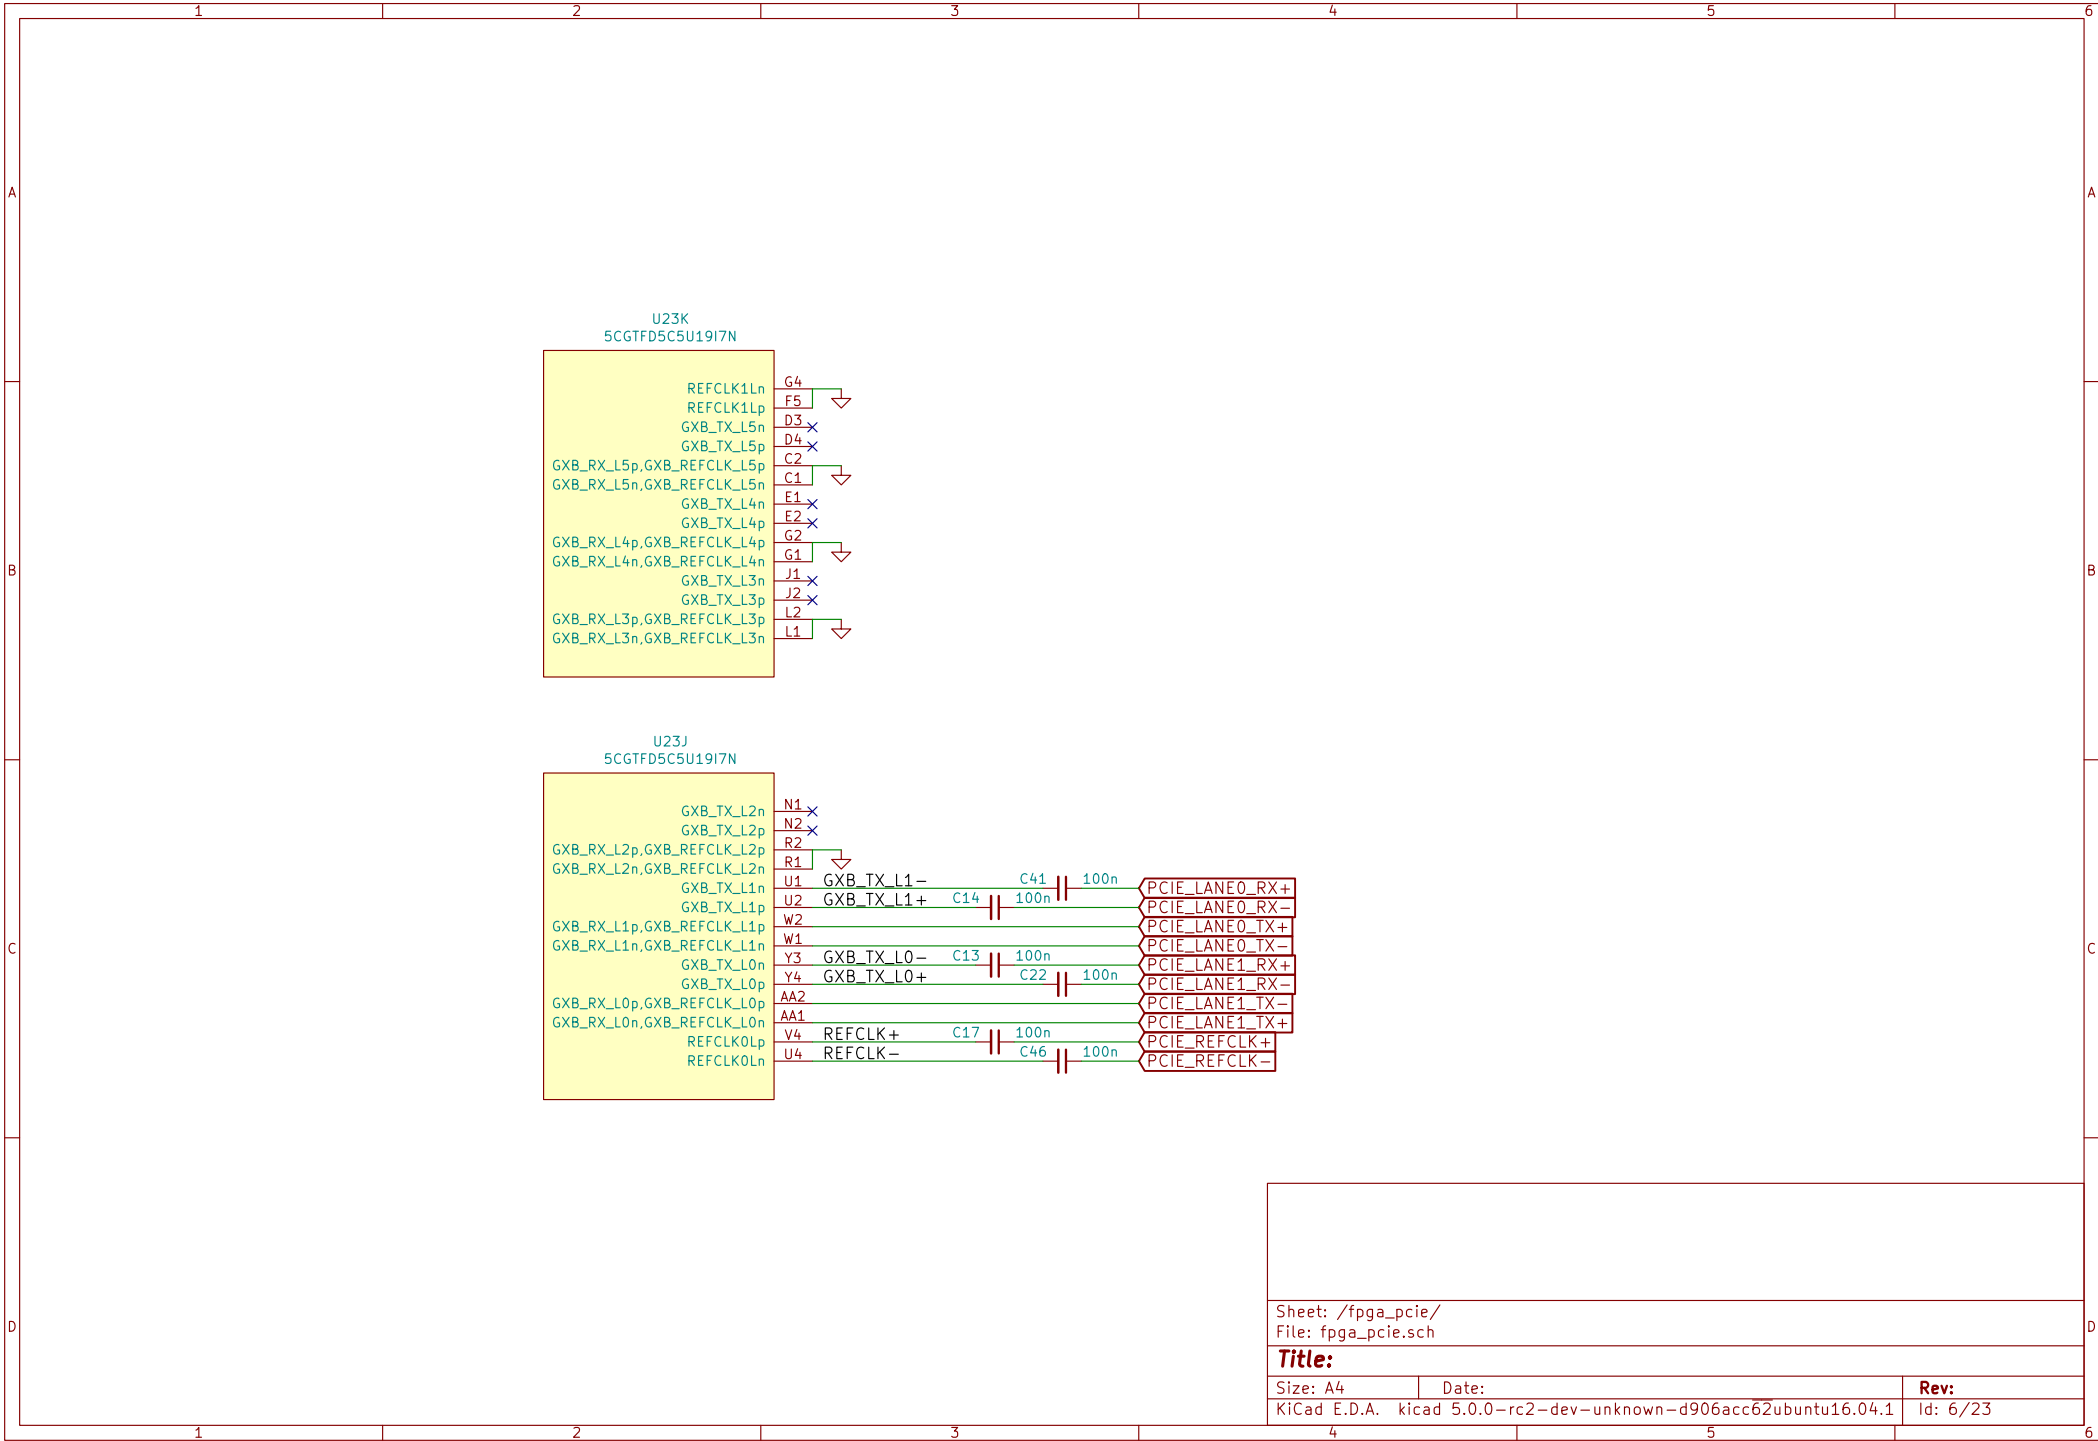 1 2 3 4 5 6
A A
B B
C C
D D
U23K
5CGTFD5C5U19I7N
REFCLK1Ln G4
REFCLK1Lp F5
GXB_TX_L5n D3
GXB_TX_L5p D4
GXB_RX_L5p,GXB_REFCLK_L5p C2
GXB_RX_L5n,GXB_REFCLK_L5n C1
GXB_TX_L4n E1
GXB_TX_L4p E2
GXB_RX_L4p,GXB_REFCLK_L4p G2
GXB_RX_L4n,GXB_REFCLK_L4n G1
GXB_TX_L3n J1
GXB_TX_L3p J2
GXB_RX_L3p,GXB_REFCLK_L3p L2
GXB_RX_L3n,GXB_REFCLK_L3n L1
U23J
5CGTFD5C5U19I7N
GXB_TX_L2n N1
GXB_TX_L2p N2
GXB_RX_L2p,GXB_REFCLK_L2p R2
GXB_RX_L2n,GXB_REFCLK_L2n R1
GXB_TX_L1n U1 GXB_TX_L1- C41 100n PCIE_LANE0_RX+
GXB_TX_L1p U2 GXB_TX_L1+ C14 100n PCIE_LANE0_RX-
GXB_RX_L1p,GXB_REFCLK_L1p W2 PCIE_LANE0_TX+
GXB_RX_L1n,GXB_REFCLK_L1n W1 PCIE_LANE0_TX-
GXB_TX_L0n Y3 GXB_TX_L0- C13 100n PCIE_LANE1_RX+
GXB_TX_L0p Y4 GXB_TX_L0+ C22 100n PCIE_LANE1_RX-
GXB_RX_L0p,GXB_REFCLK_L0p AA2 PCIE_LANE1_TX-
GXB_RX_L0n,GXB_REFCLK_L0n AA1 PCIE_LANE1_TX+
REFCLK0Lp V4 REFCLK+ C17 100n PCIE_REFCLK+
REFCLK0Ln U4 REFCLK- C46 100n PCIE_REFCLK-
Sheet: /fpga_pcie/
File: fpga_pcie.sch
Title:
Size: A4 Date: Rev:
KiCad E.D.A. kicad 5.0.0-rc2-dev-unknown-d906acc62ubuntu16.04.1 Id: 6/23
1 2 3 4 5 6